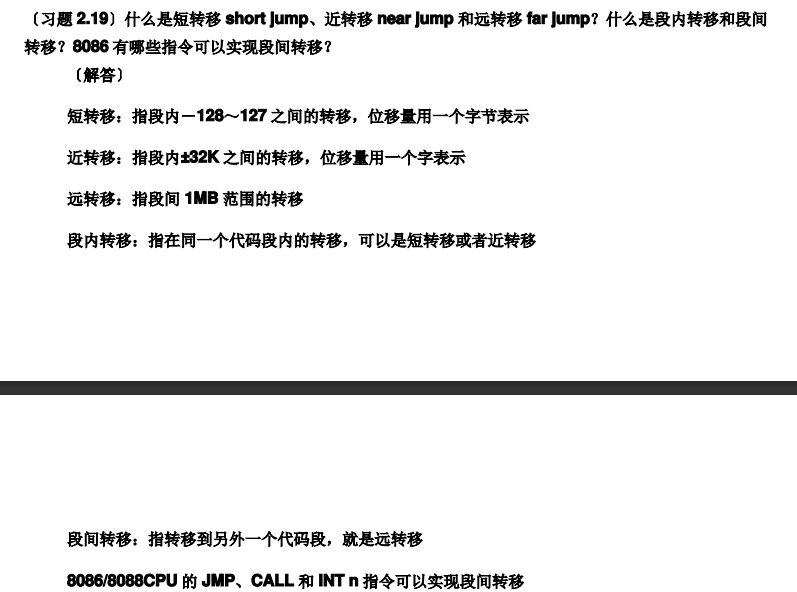 〔习题 2.19〕什么是短转移 short jump、近转移 near jump 和远转移 far jump？什么是段内转移和段间
转移？8086 有哪些指令可以实现段间转移？
〔解答〕
短转移：指段内－128～127 之间的转移，位移量用一个字节表示
近转移：指段内±32K 之间的转移，位移量用一个字表示
远转移：指段间 1MB 范围的转移
段内转移：指在同一个代码段内的转移，可以是短转移或者近转移
段间转移：指转移到另外一个代码段，就是远转移
8086/8088CPU 的 JMP、CALL 和 INT n 指令可以实现段间转移